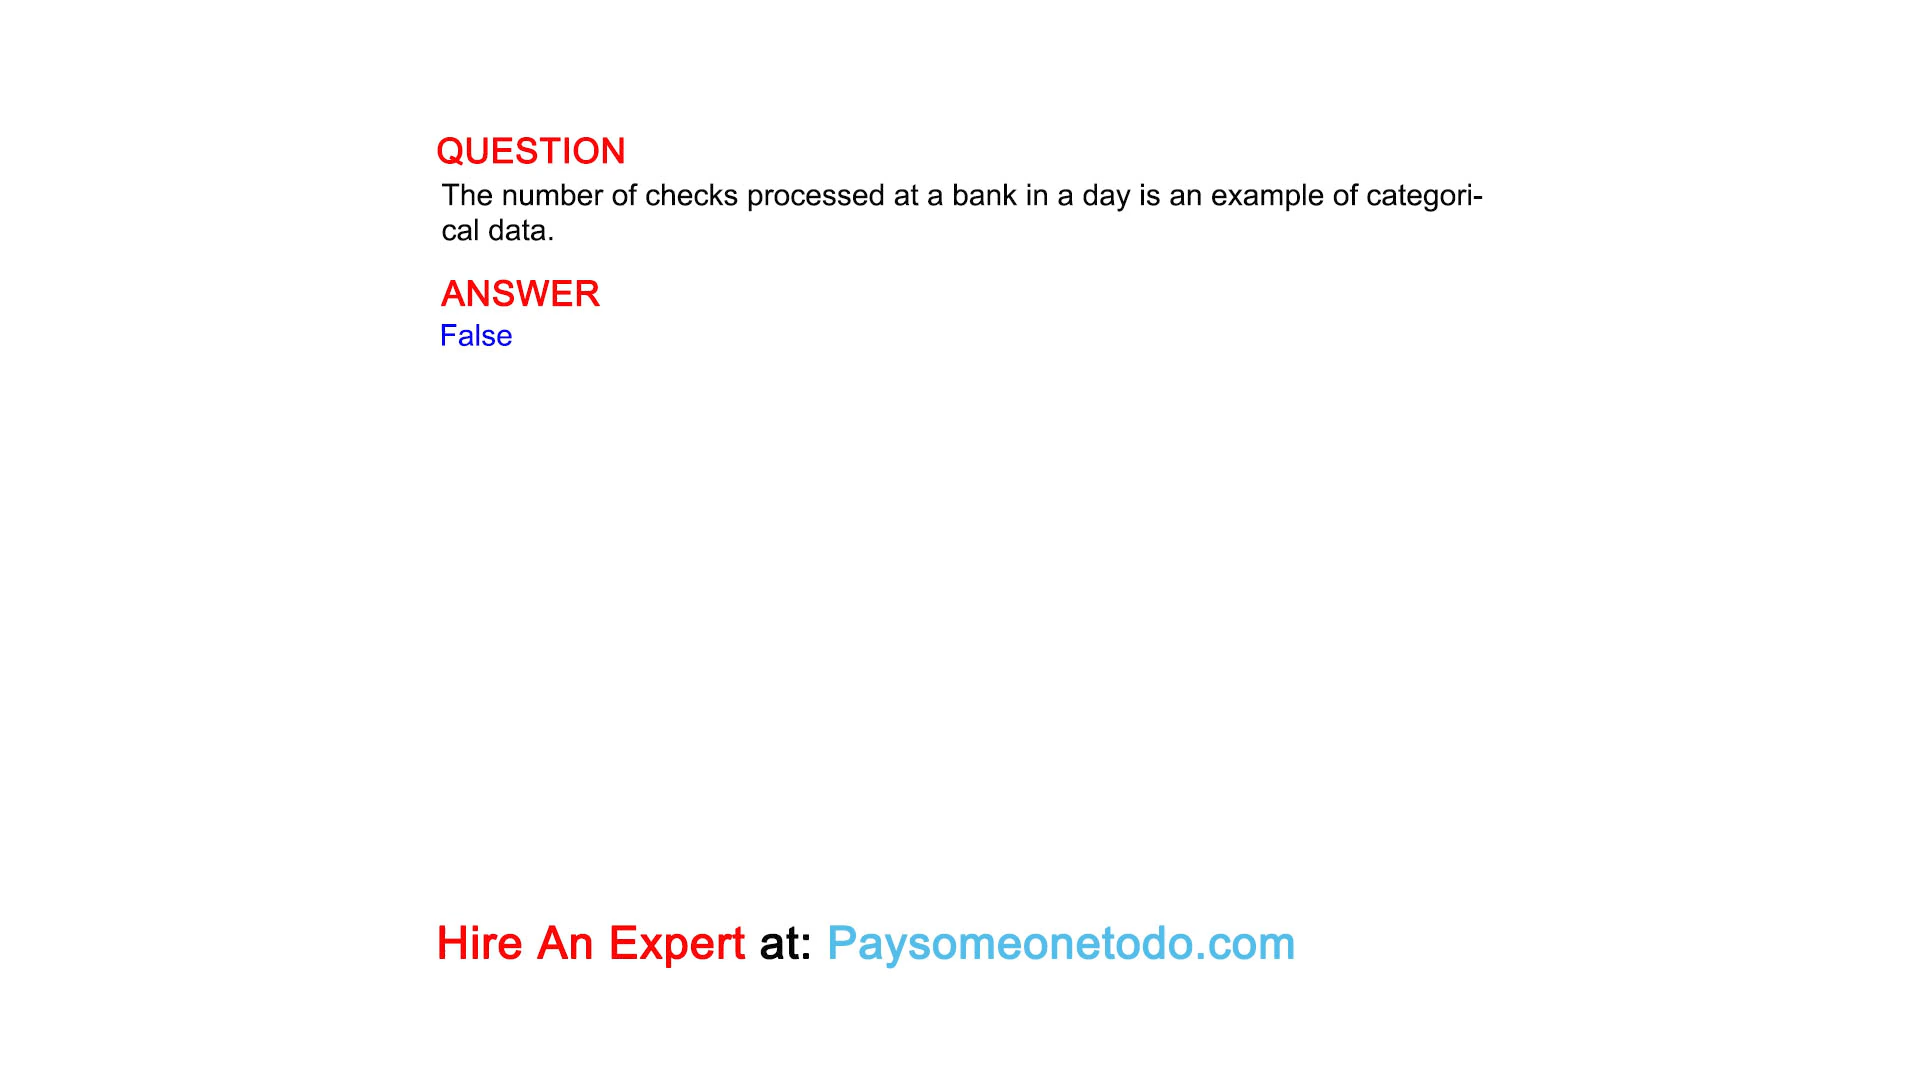 QUESTION
The number of checks processed at a bank in a day is an example of categori-
cal data.
ANSWER
False
Hire An Expert at: Paysomeonetodo.com